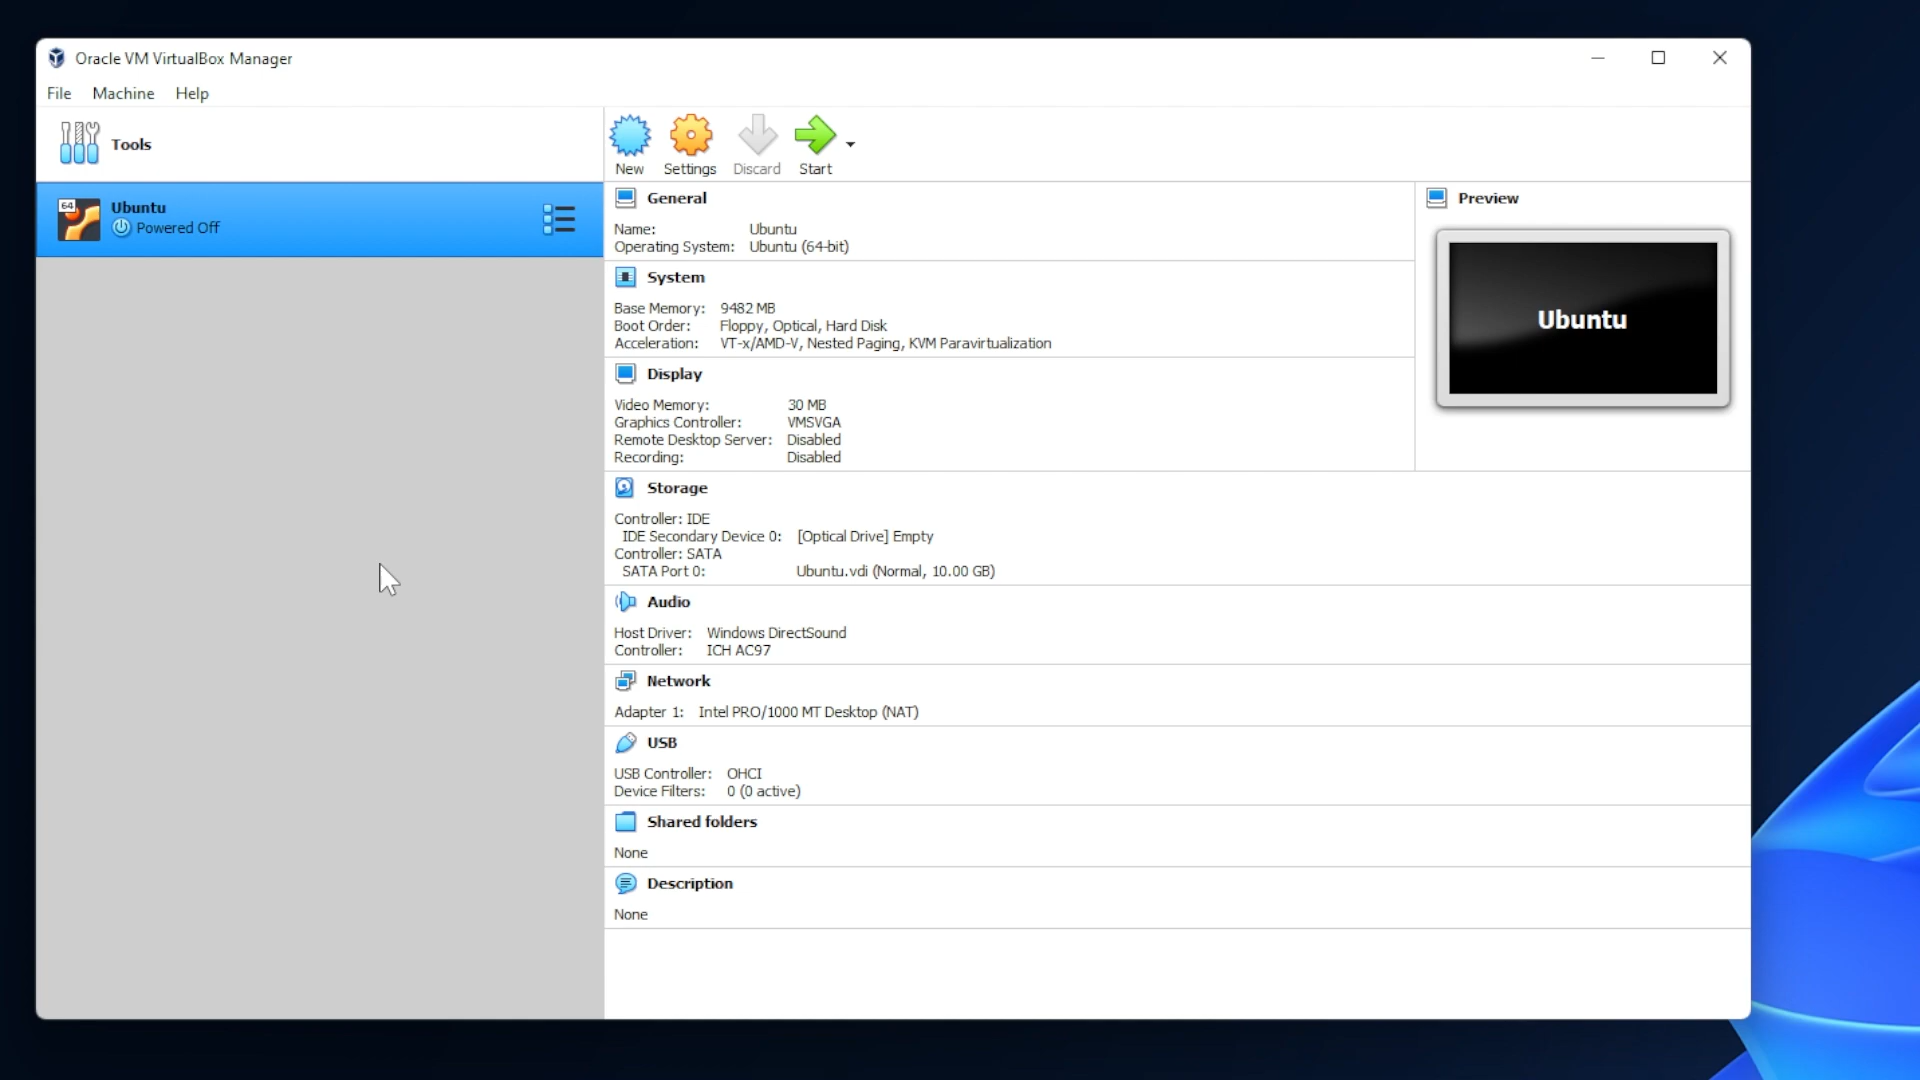 Oracle VM VirtualBox Manager
File Machine Help
Tools
New Settings Discard Start
64
Ubuntu
Powered Off
General
Name: Ubuntu
Operating System: Ubuntu (64-bit)
System
Base Memory: 9482 MB
Boot Order: Floppy, Optical, Hard Disk
Acceleration: VT-x/AMD-V, Nested Paging, KVM Paravirtualization
Display
Video Memory: 30 MB
Graphics Controller: VMSVGA
Remote Desktop Server: Disabled
Recording: Disabled
Preview
Ubuntu
Storage
Controller: IDE
IDE Secondary Device 0: [Optical Drive] Empty
Controller: SATA
SATA Port 0: Ubuntu.vdi (Normal, 10.00 GB)
Audio
Host Driver: Windows DirectSound
Controller: ICH AC97
Network
Adapter 1: Intel PRO/1000 MT Desktop (NAT)
USB
USB Controller: OHCI
Device Filters: 0 (0 active)
Shared folders
None
Description
None